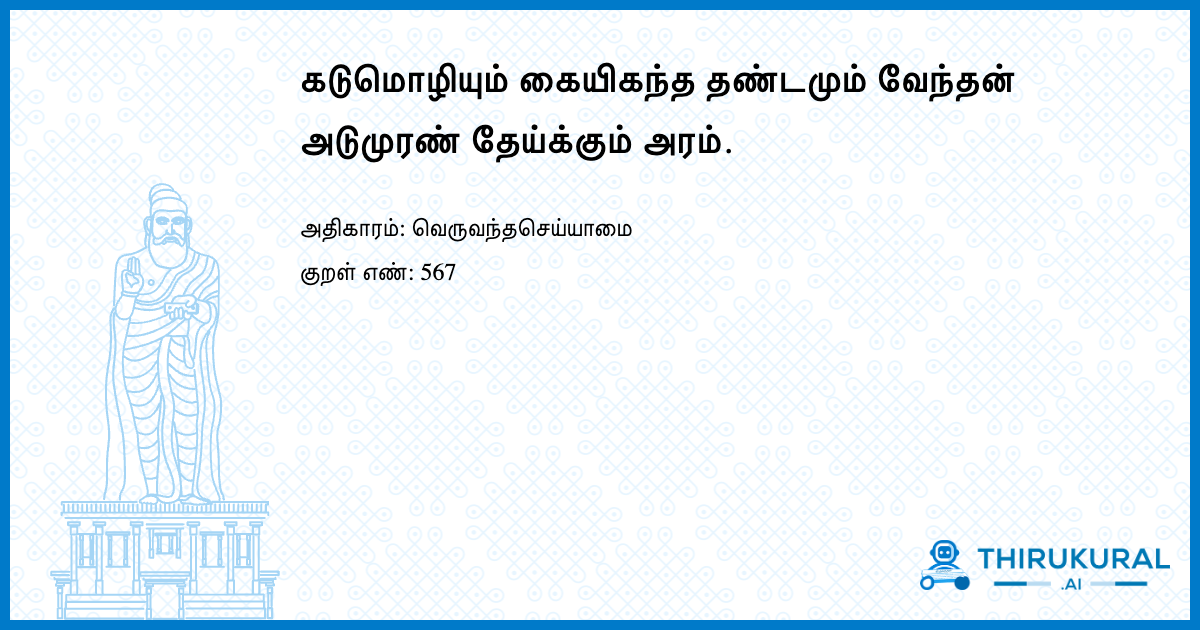 கடுமொழியும் கையிகந்த தண்டமும் வேந்தன்
அடுமுரண் தேய்க்கும் அரம்.
அதிகாரம்: வெருவந்தசெய்யாமை
குறள் எண்: 567
THIRUKURAL
.AI